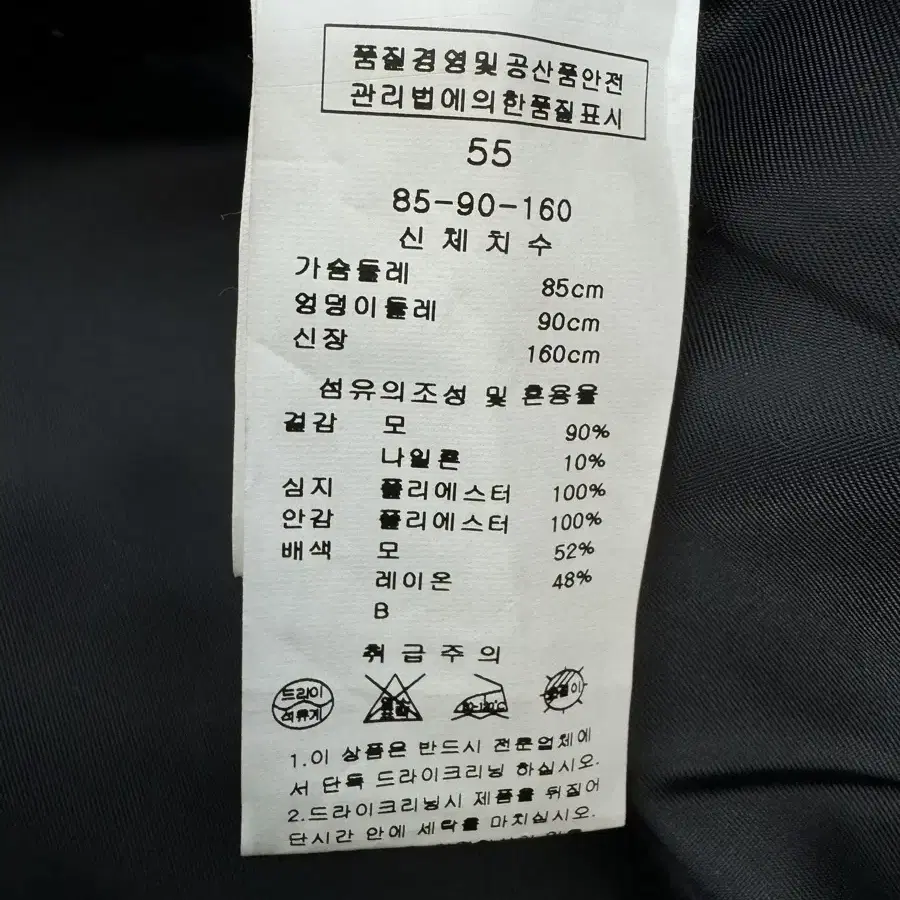 품질경영및공산품안전
관리법에의한품질표시
55
85-90-160
신체치수
가슴둘레 85cm
엉덩이둘레 90cm
신장 160cm
섬유의조성 및 혼용율
겉감 모 90%
나일론 10%
심지 폴리에스터 100%
안감 폴리에스터 100%
배색 모 52%
레이온 48%
B
취급주의
드라이
석유계
1.이 상품은 반드시 전문업체에
서 단독 드라이크리닝 하십시오.
2.드라이크리닝시 제품을 뒤집어
단시간 안에 세탁을 마치십시오.